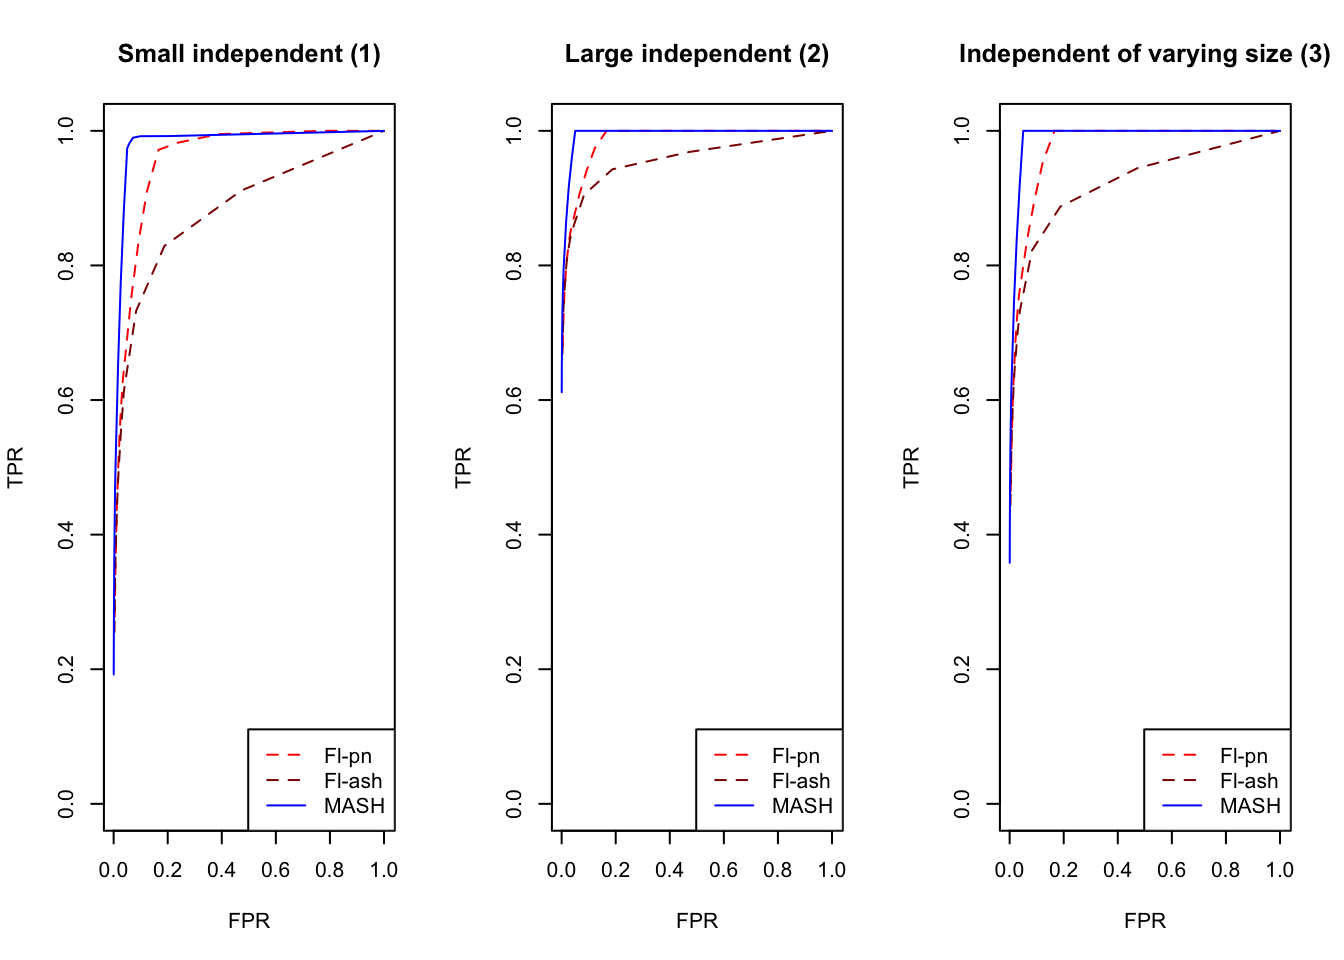 Small independent (1)
TPR
1.0
0.8
0.6
0.4
0.2
0.0
Fl-pn
Fl-ash
MASH
0.0 0.2 0.4 0.6 0.8 1.0
FPR
Large independent (2)
TPR
1.0
0.8
0.6
0.4
0.2
0.0
Fl-pn
Fl-ash
MASH
0.0 0.2 0.4 0.6 0.8 1.0
FPR
Independent of varying size (3)
TPR
1.0
0.8
0.6
0.4
0.2
0.0
Fl-pn
Fl-ash
MASH
0.0 0.2 0.4 0.6 0.8 1.0
FPR